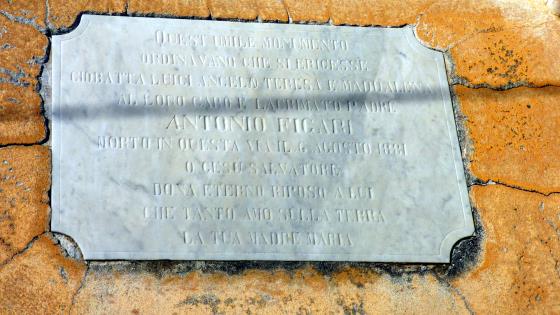 QUEST'UMILE MONUMENTO
ORDINAVANO CHE SI ERIGESSE
GIOBATTA LUIGI ANGELO TERESA E MADDALENA
AL LORO CARO E LACRIMATO PADRE
ANTONIO FIGARI
MORTO IN QUESTA VIA IL 4 AGOSTO 1881
O GESÙ SALVATORE
DONA ETERNO RIPOSO A LUI
CHE TANTO AMÒ SULLA TERRA
LA TUA MADRE MARIA